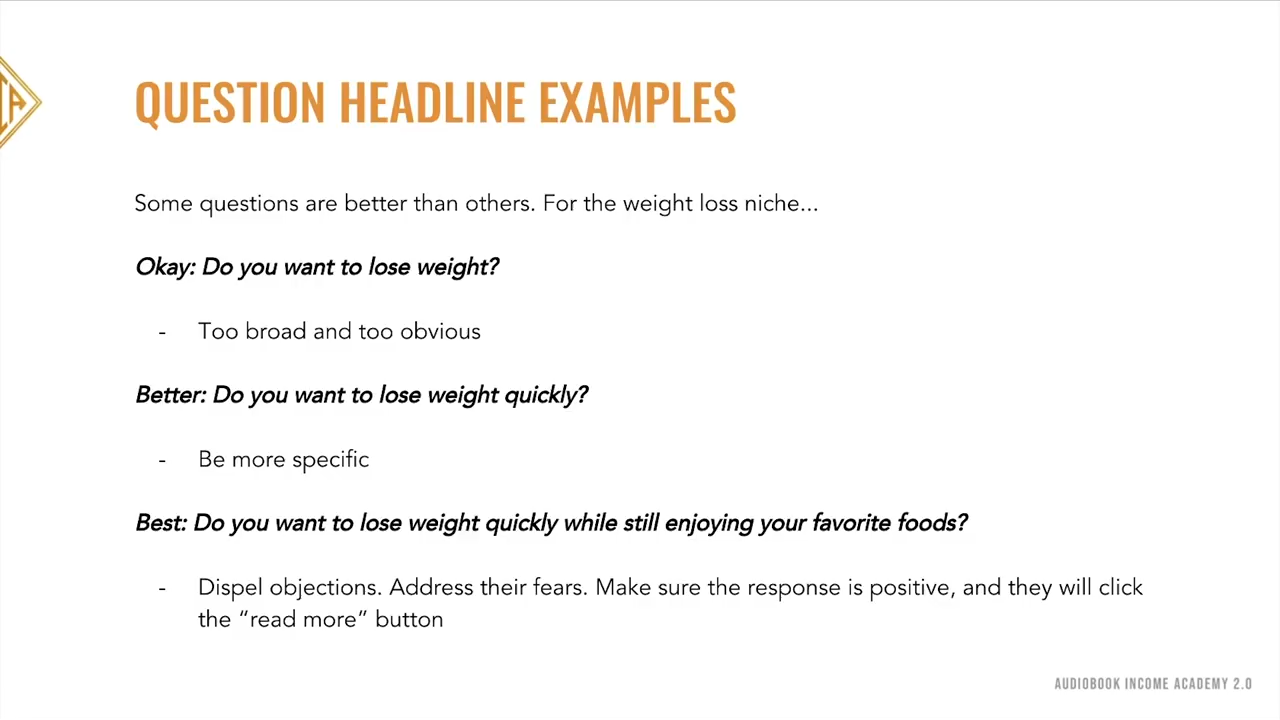 QUESTION HEADLINE EXAMPLES
Some questions are better than others. For the weight loss niche...
Okay: Do you want to lose weight?
- Too broad and too obvious
Better: Do you want to lose weight quickly?
- Be more specific
Best: Do you want to lose weight quickly while still enjoying your favorite foods?
- Dispel objections. Address their fears. Make sure the response is positive, and they will click
the “read more” button
AUDIOBOOK INCOME ACADEMY 2.0